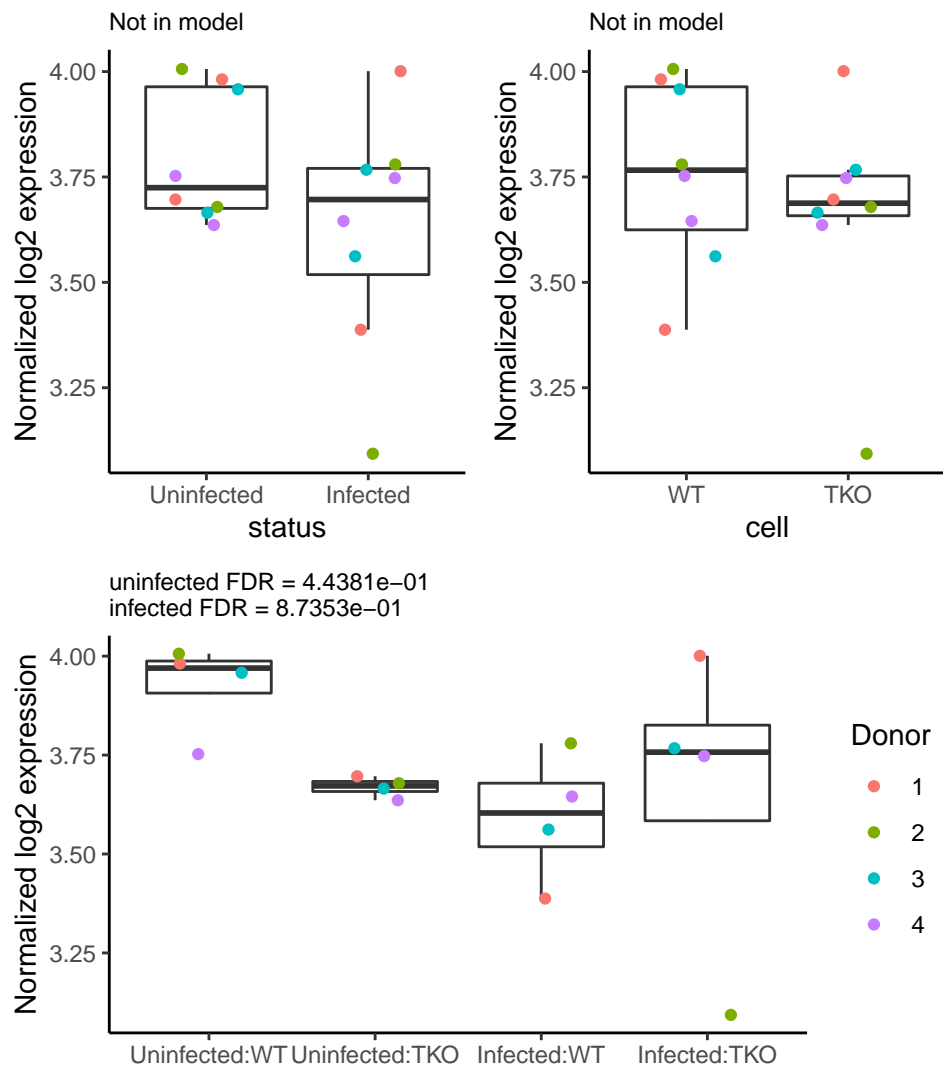 Not in model
Normalized log2 expression
4.00
3.75
3.50
3.25
Uninfected Infected
status
Not in model
Normalized log2 expression
4.00
3.75
3.50
3.25
WT TKO
cell
uninfected FDR = 4.4381e−01
infected FDR = 8.7353e−01
Normalized log2 expression
4.00
3.75
3.50
3.25
Uninfected:WT Uninfected:TKO Infected:WT Infected:TKO
Donor
1
2
3
4